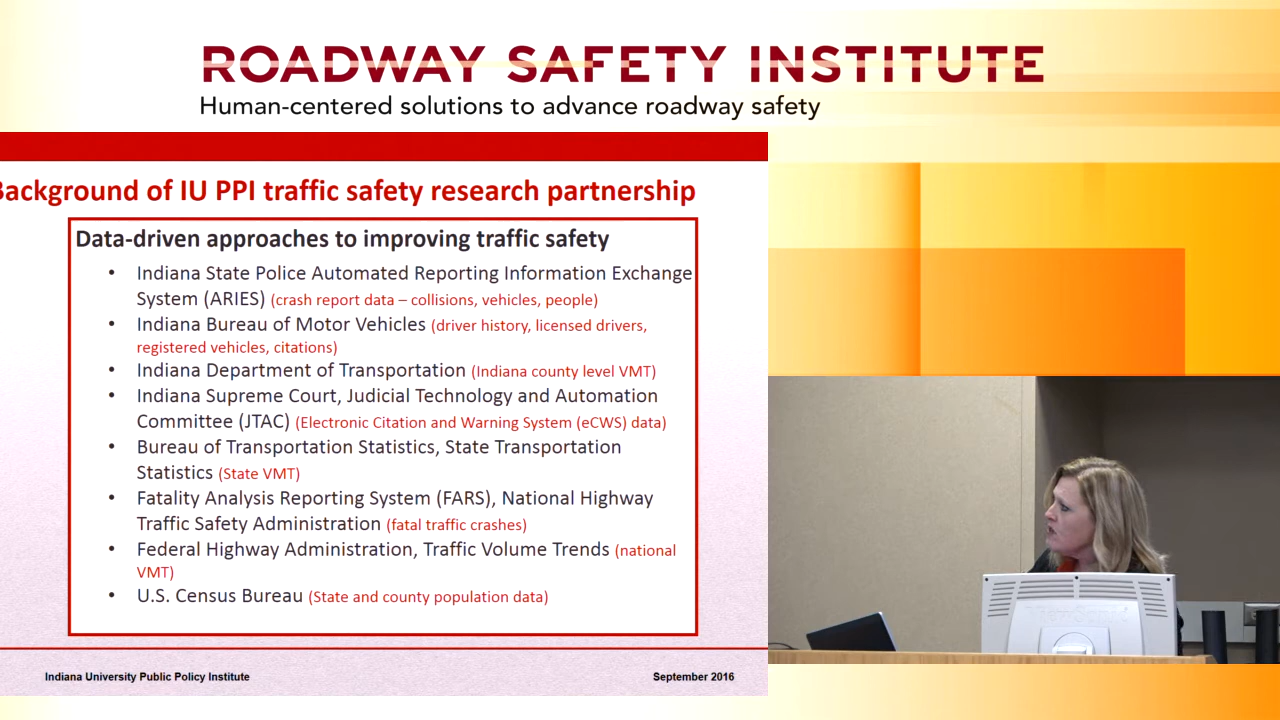 ROADWAY SAFETY INSTITUTE
Human-centered solutions to advance roadway safety
Background of IU PPI traffic safety research partnership
Data-driven approaches to improving traffic safety
• Indiana State Police Automated Reporting Information Exchange
System (ARIES) (crash report data – collisions, vehicles, people)
• Indiana Bureau of Motor Vehicles (driver history, licensed drivers,
registered vehicles, citations)
• Indiana Department of Transportation (Indiana county level VMT)
• Indiana Supreme Court, Judicial Technology and Automation
Committee (JTAC) (Electronic Citation and Warning System (eCWS) data)
• Bureau of Transportation Statistics, State Transportation
Statistics (State VMT)
• Fatality Analysis Reporting System (FARS), National Highway
Traffic Safety Administration (fatal traffic crashes)
• Federal Highway Administration, Traffic Volume Trends (national
VMT)
• U.S. Census Bureau (State and county population data)
Indiana University Public Policy Institute
September 2016